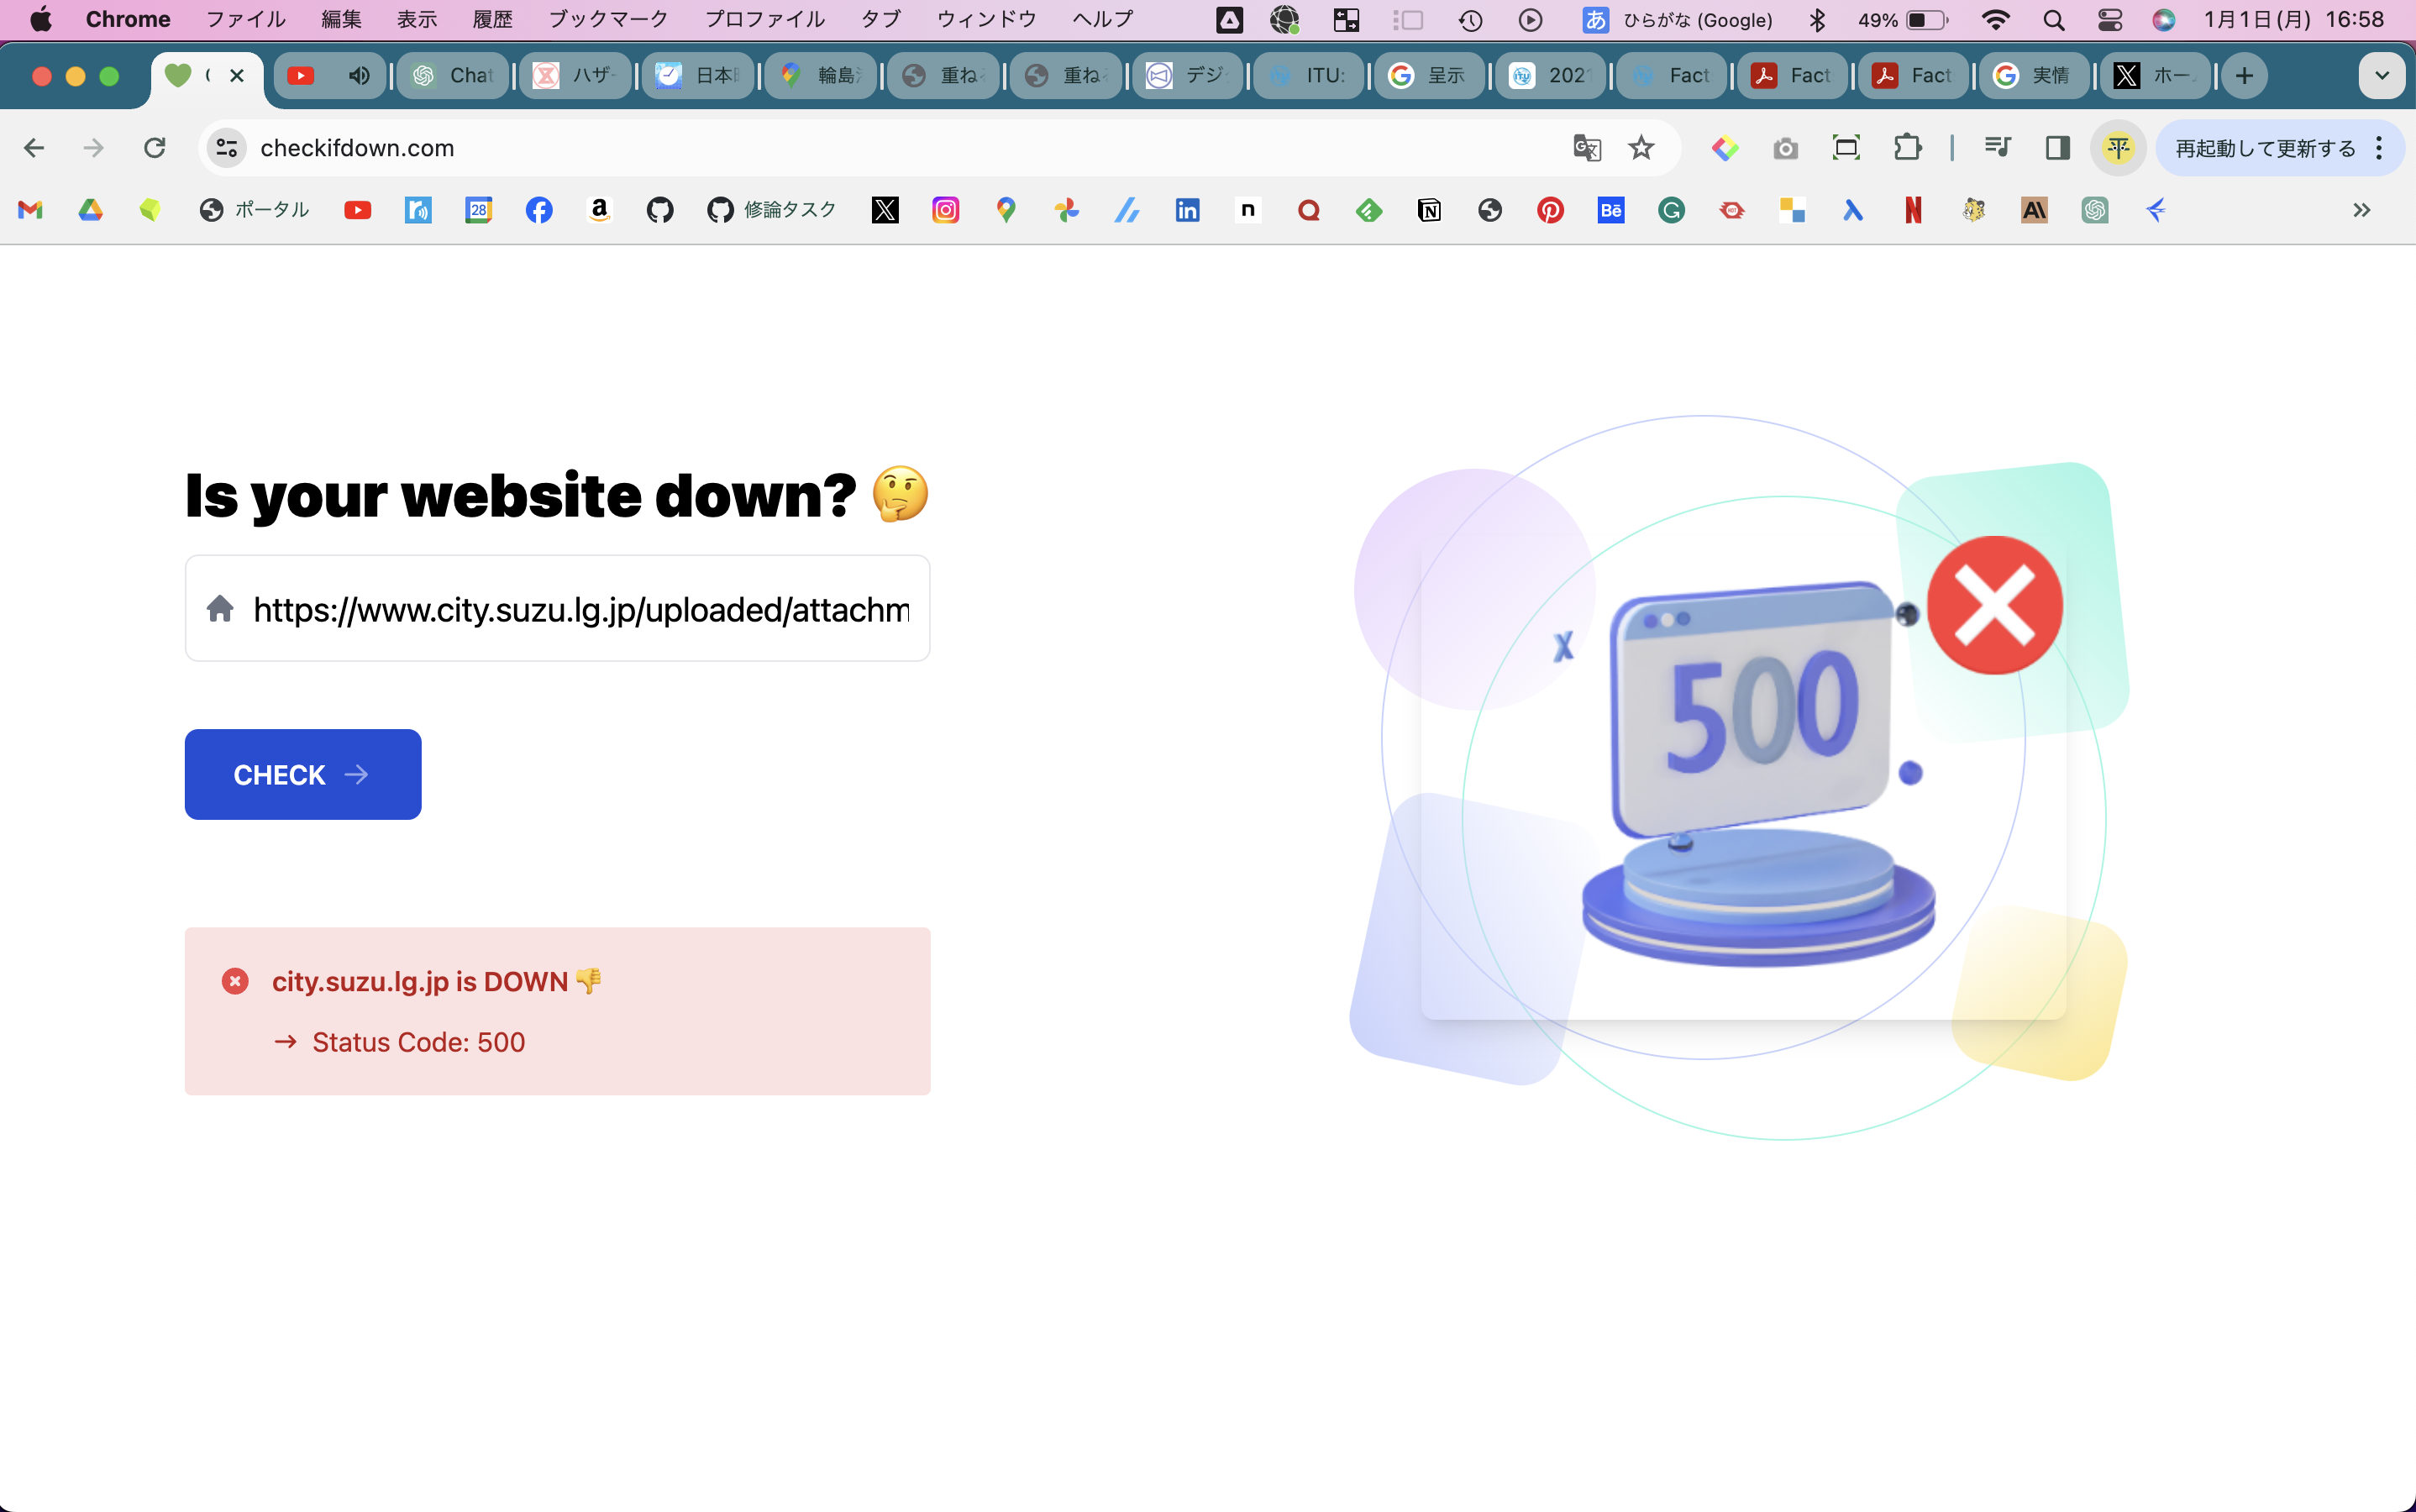 Chrome ファイル 編集 表示 履歴 ブックマーク プロファイル タブ ウィンドウ ヘルプ あ ひらがな (Google) 49% 1月1日(月) 16:58
Chat ハザ 日本 輪島 重ね 重ね デジ ITU: 呈示 2021 Fact Fact Fact 実情 ホー
checkifdown.com 再起動して更新する
ポータル 28 修論タスク
Is your website down? 🤔
https://www.city.suzu.lg.jp/uploaded/attachm
CHECK →
city.suzu.lg.jp is DOWN 👎
→ Status Code: 500
500
X